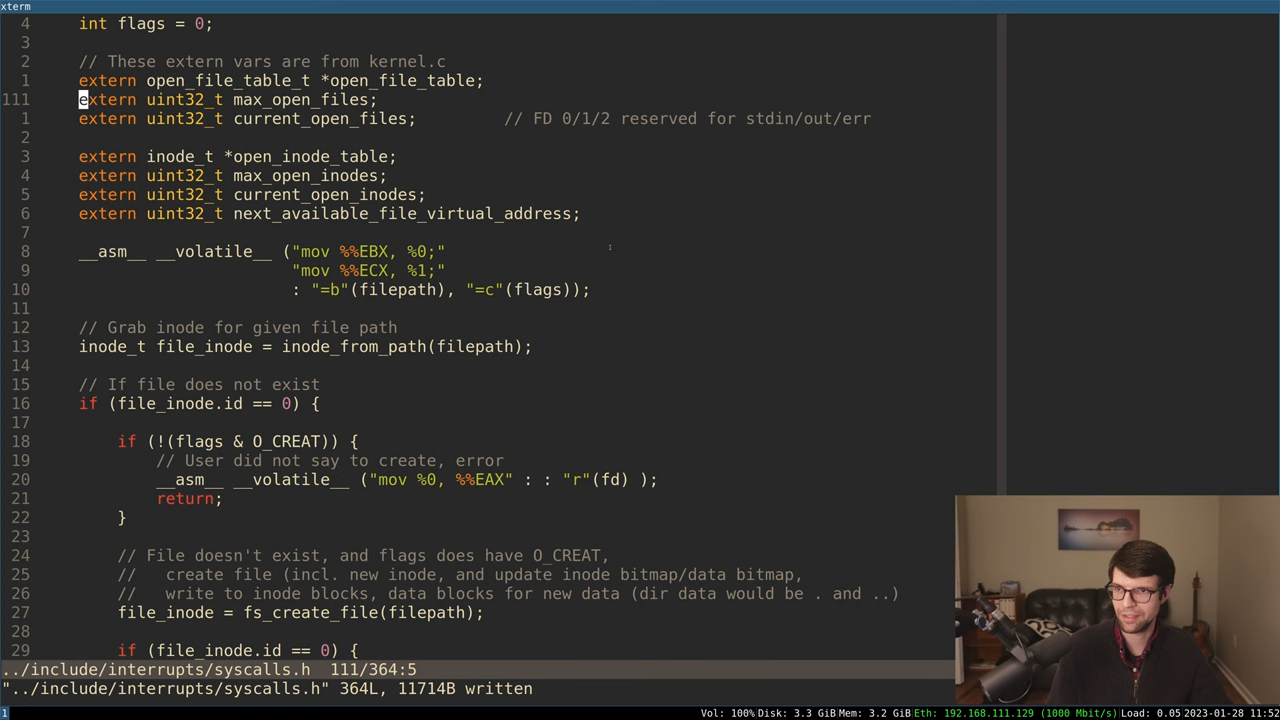 xterm
4     int flags = 0;
3
2     // These extern vars are from kernel.c
1     extern open_file_table_t *open_file_table;
111     extern uint32_t max_open_files;
1     extern uint32_t current_open_files;         // FD 0/1/2 reserved for stdin/out/err
2
3     extern inode_t *open_inode_table;
4     extern uint32_t max_open_inodes;
5     extern uint32_t current_open_inodes;
6     extern uint32_t next_available_file_virtual_address;
7
8     __asm__ __volatile__ ("mov %%EBX, %0;"
9                           "mov %%ECX, %1;"
10                           : "=b"(filepath), "=c"(flags));
11
12     // Grab inode for given file path
13     inode_t file_inode = inode_from_path(filepath);
14
15     // If file does not exist
16     if (file_inode.id == 0) {
17
18         if (!(flags & O_CREAT)) {
19             // User did not say to create, error
20             __asm__ __volatile__ ("mov %0, %%EAX" : : "r"(fd) );
21             return;
22         }
23
24         // File doesn't exist, and flags does have O_CREAT,
25         //   create file (incl. new inode, and update inode bitmap/data bitmap,
26         //   write to inode blocks, data blocks for new data (dir data would be . and ..)
27         file_inode = fs_create_file(filepath);
28
29         if (file_inode.id == 0) {
../include/interrupts/syscalls.h  111/364:5
"../include/interrupts/syscalls.h" 364L, 11714B written
1 Vol: 100% Disk: 3.3 GiB Mem: 3.2 GiB Eth: 192.168.111.129 (1000 Mbit/s) Load: 0.05 2023-01-28 11:52